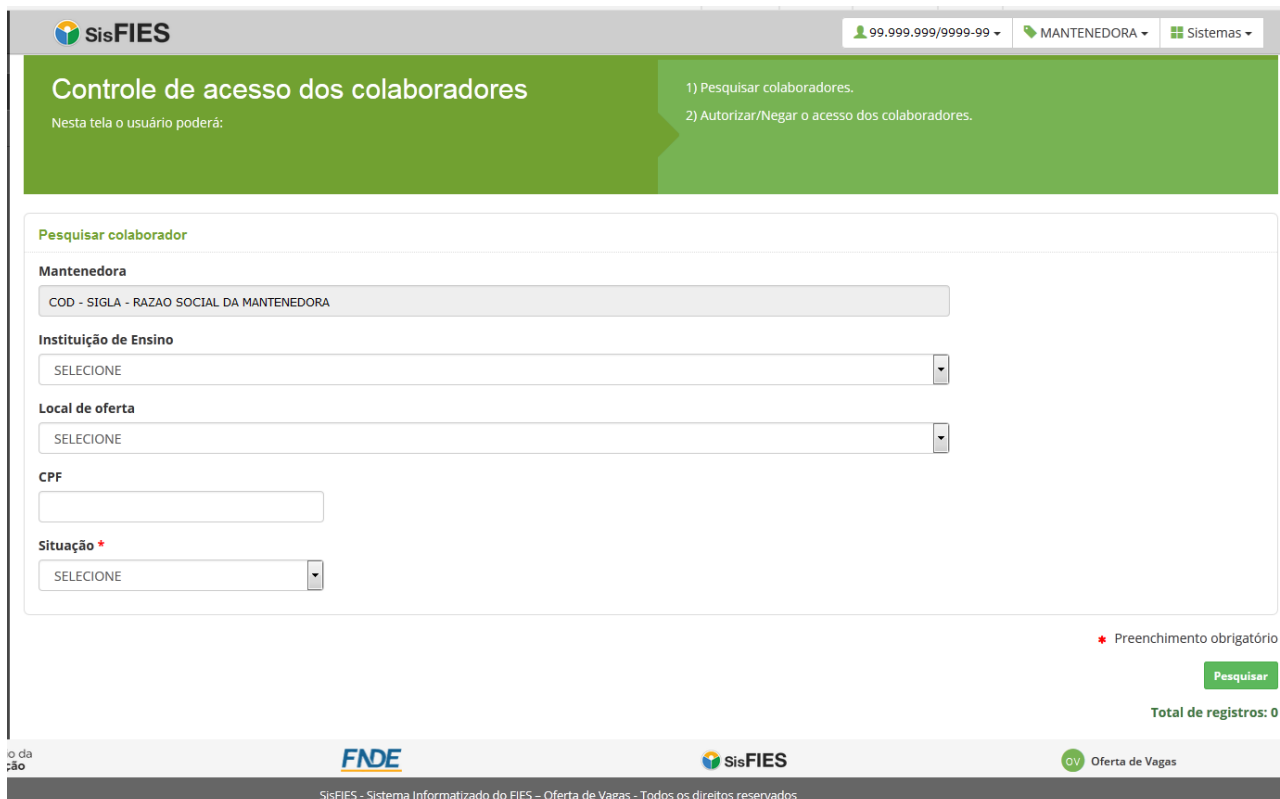 SisFIES
99.999.999/9999-99
MANTENEDORA
Sistemas
Controle de acesso dos colaboradores
Nesta tela o usuário poderá:
1) Pesquisar colaboradores.
2) Autorizar/Negar o acesso dos colaboradores.
Pesquisar colaborador
Mantenedora
COD - SIGLA - RAZAO SOCIAL DA MANTENEDORA
Instituição de Ensino
SELECIONE
Local de oferta
SELECIONE
CPF
Situação *
SELECIONE
* Preenchimento obrigatório
Pesquisar
Total de registros: 0
o da
ção
FNDE
SisFIES
OV Oferta de Vagas
SisFIES - Sistema Informatizado do FIES – Oferta de Vagas - Todos os direitos reservados